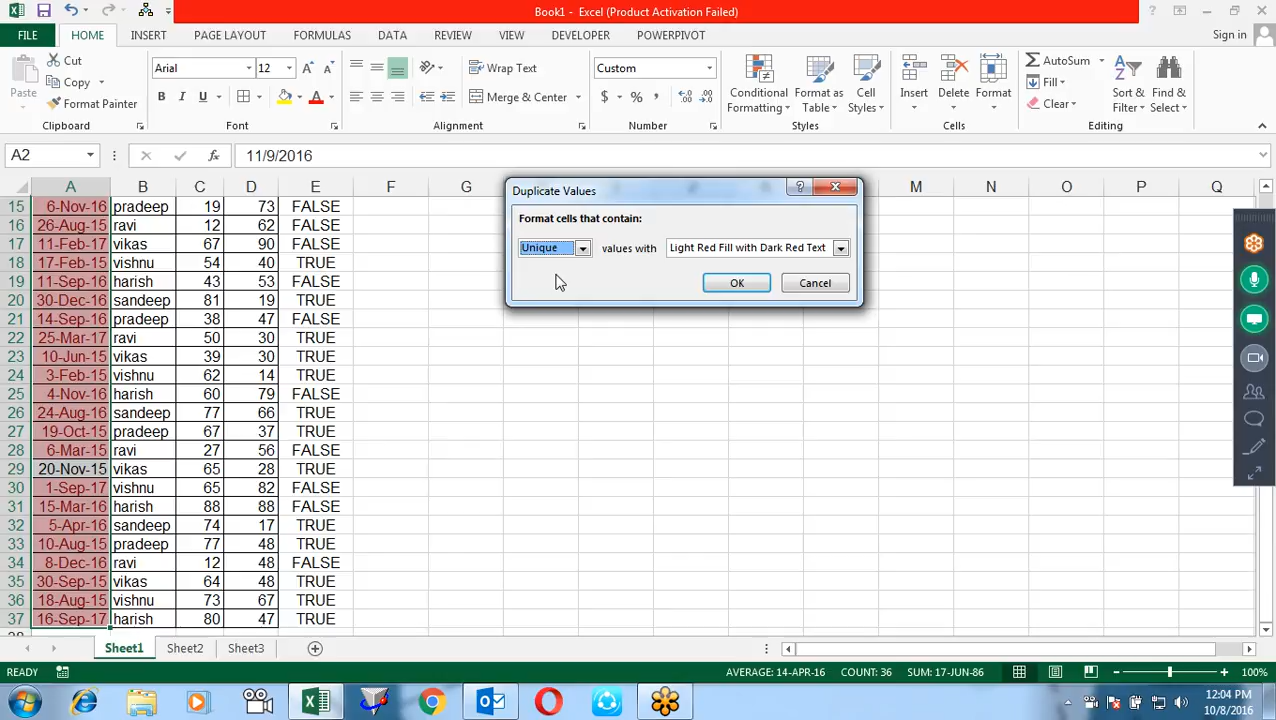 Book1 - Excel (Product Activation Failed)
FILE HOME INSERT PAGE LAYOUT FORMULAS DATA REVIEW VIEW DEVELOPER POWERPIVOT Sign in
Cut
Copy
Format Painter
Paste
Clipboard
Arial 12
B I U
Font
Wrap Text
Merge & Center
Alignment
Custom
$ % ,
Number
Conditional Formatting
Format as Table
Cell Styles
Styles
Insert Delete Format
Cells
AutoSum
Fill
Clear
Sort & Filter
Find & Select
Editing
A2 fx 11/9/2016
A B C D E F G M N O P Q
Duplicate Values
Format cells that contain:
Unique values with Light Red Fill with Dark Red Text
OK Cancel
15 6-Nov-16 pradeep 19 73 FALSE
16 26-Aug-15 ravi 12 62 FALSE
17 11-Feb-17 vikas 67 90 FALSE
18 17-Feb-15 vishnu 54 40 TRUE
19 11-Sep-16 harish 43 53 FALSE
20 30-Dec-16 sandeep 81 19 TRUE
21 14-Sep-16 pradeep 38 47 FALSE
22 25-Mar-17 ravi 50 30 TRUE
23 10-Jun-15 vikas 39 30 TRUE
24 3-Feb-15 vishnu 62 14 TRUE
25 4-Nov-16 harish 60 79 FALSE
26 24-Aug-16 sandeep 77 66 TRUE
27 19-Oct-15 pradeep 67 37 TRUE
28 6-Mar-15 ravi 27 56 FALSE
29 20-Nov-15 vikas 65 28 TRUE
30 1-Sep-17 vishnu 65 82 FALSE
31 15-Mar-16 harish 88 88 FALSE
32 5-Apr-16 sandeep 74 17 TRUE
33 10-Aug-15 pradeep 77 48 TRUE
34 8-Dec-16 ravi 12 48 FALSE
35 30-Sep-15 vikas 64 48 TRUE
36 18-Aug-15 vishnu 73 67 TRUE
37 16-Sep-17 harish 80 47 TRUE
Sheet1 Sheet2 Sheet3
READY AVERAGE: 14-APR-16 COUNT: 36 SUM: 17-JUN-86 100%
12:04 PM
10/8/2016